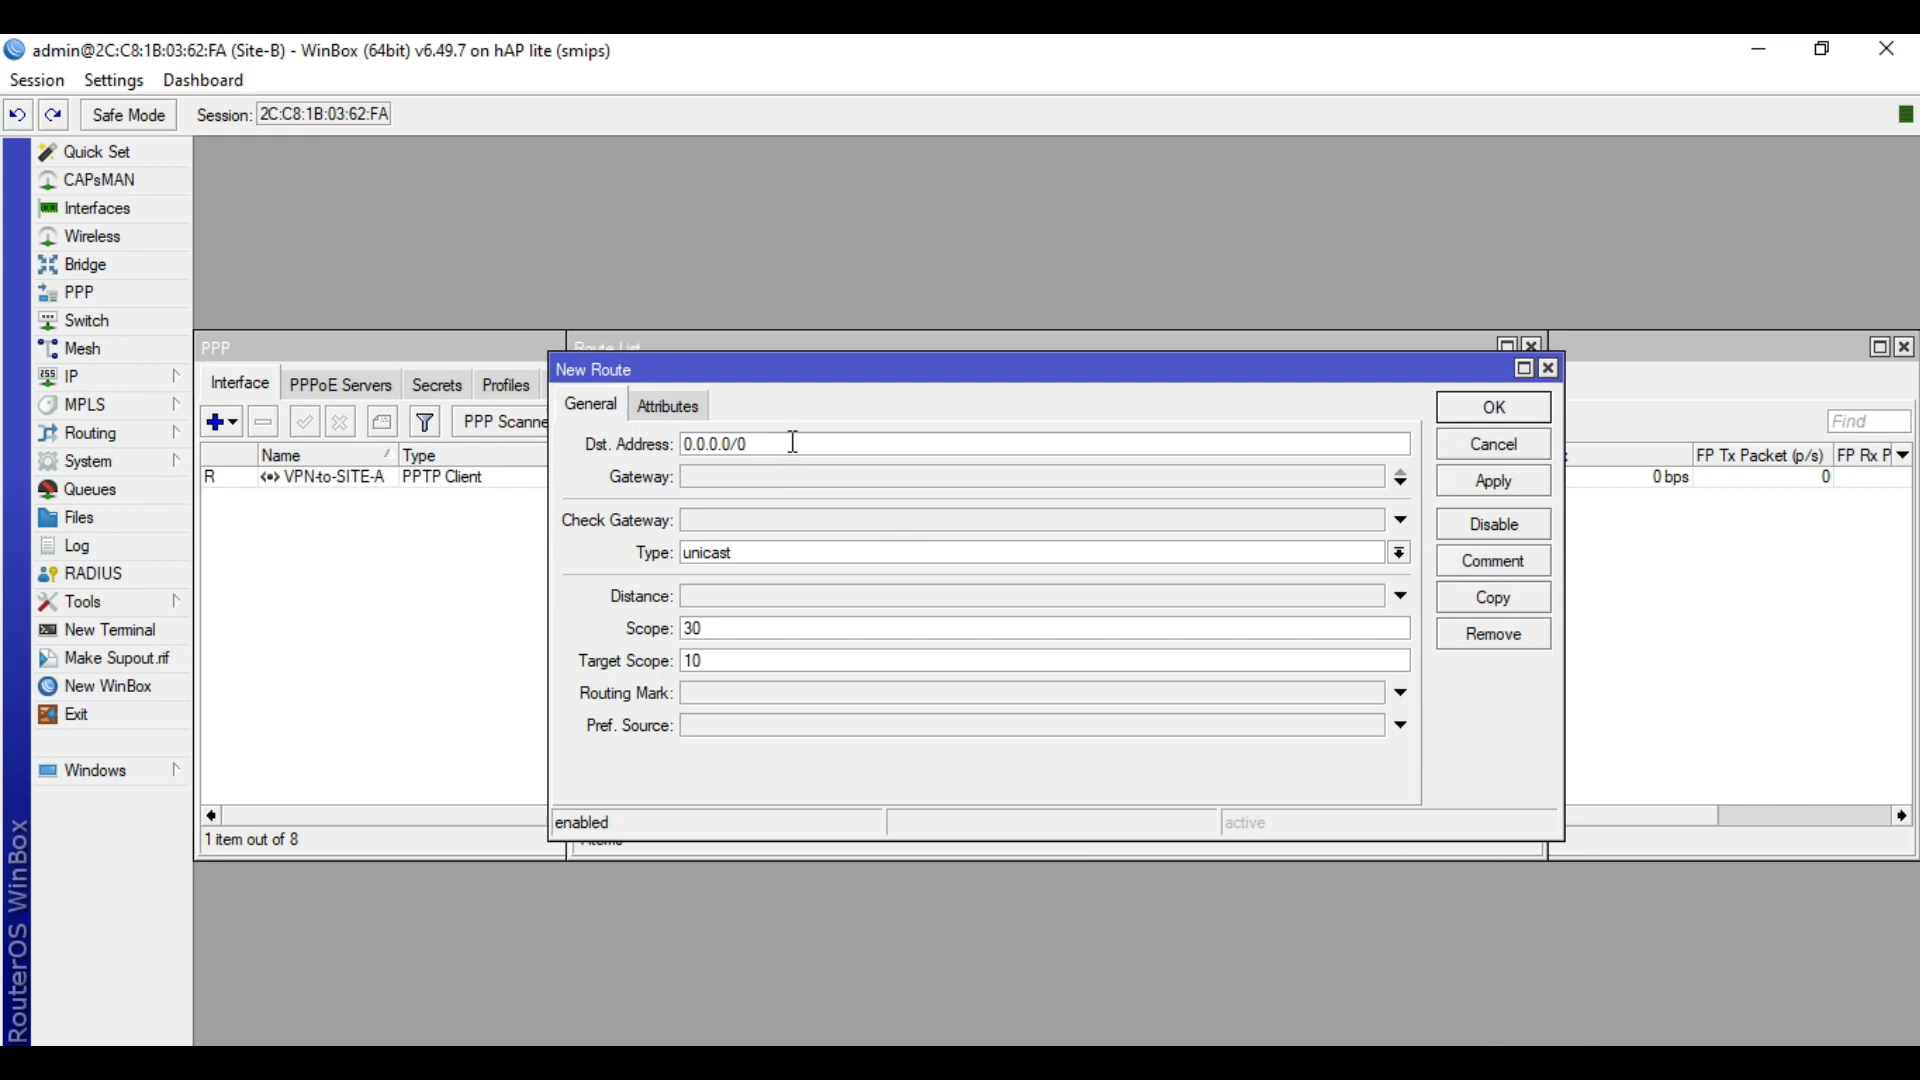 admin@2C:C8:1B:03:62:FA (Site-B) - WinBox (64bit) v6.49.7 on hAP lite (smips)
Session Settings Dashboard
Safe Mode Session: 2C:C8:1B:03:62:FA
Quick Set
CAPsMAN
Interfaces
Wireless
Bridge
PPP
Switch
Mesh
IP
MPLS
Routing
System
Queues
Files
Log
RADIUS
Tools
New Terminal
Make Supout.rif
New WinBox
Exit
Windows
RouterOS WinBox
PPP
Interface PPPoE Servers Secrets Profiles
PPP Scanne
Name Type
R <•> VPN-to-SITE-A PPTP Client
1 item out of 8
Route List
New Route
General Attributes
Dst. Address: 0.0.0.0/0
Gateway:
Check Gateway:
Type: unicast
Distance:
Scope: 30
Target Scope: 10
Routing Mark:
Pref. Source:
enabled
active
OK
Cancel
Apply
Disable
Comment
Copy
Remove
Find
FP Tx Packet (p/s) FP Rx P
0 bps 0